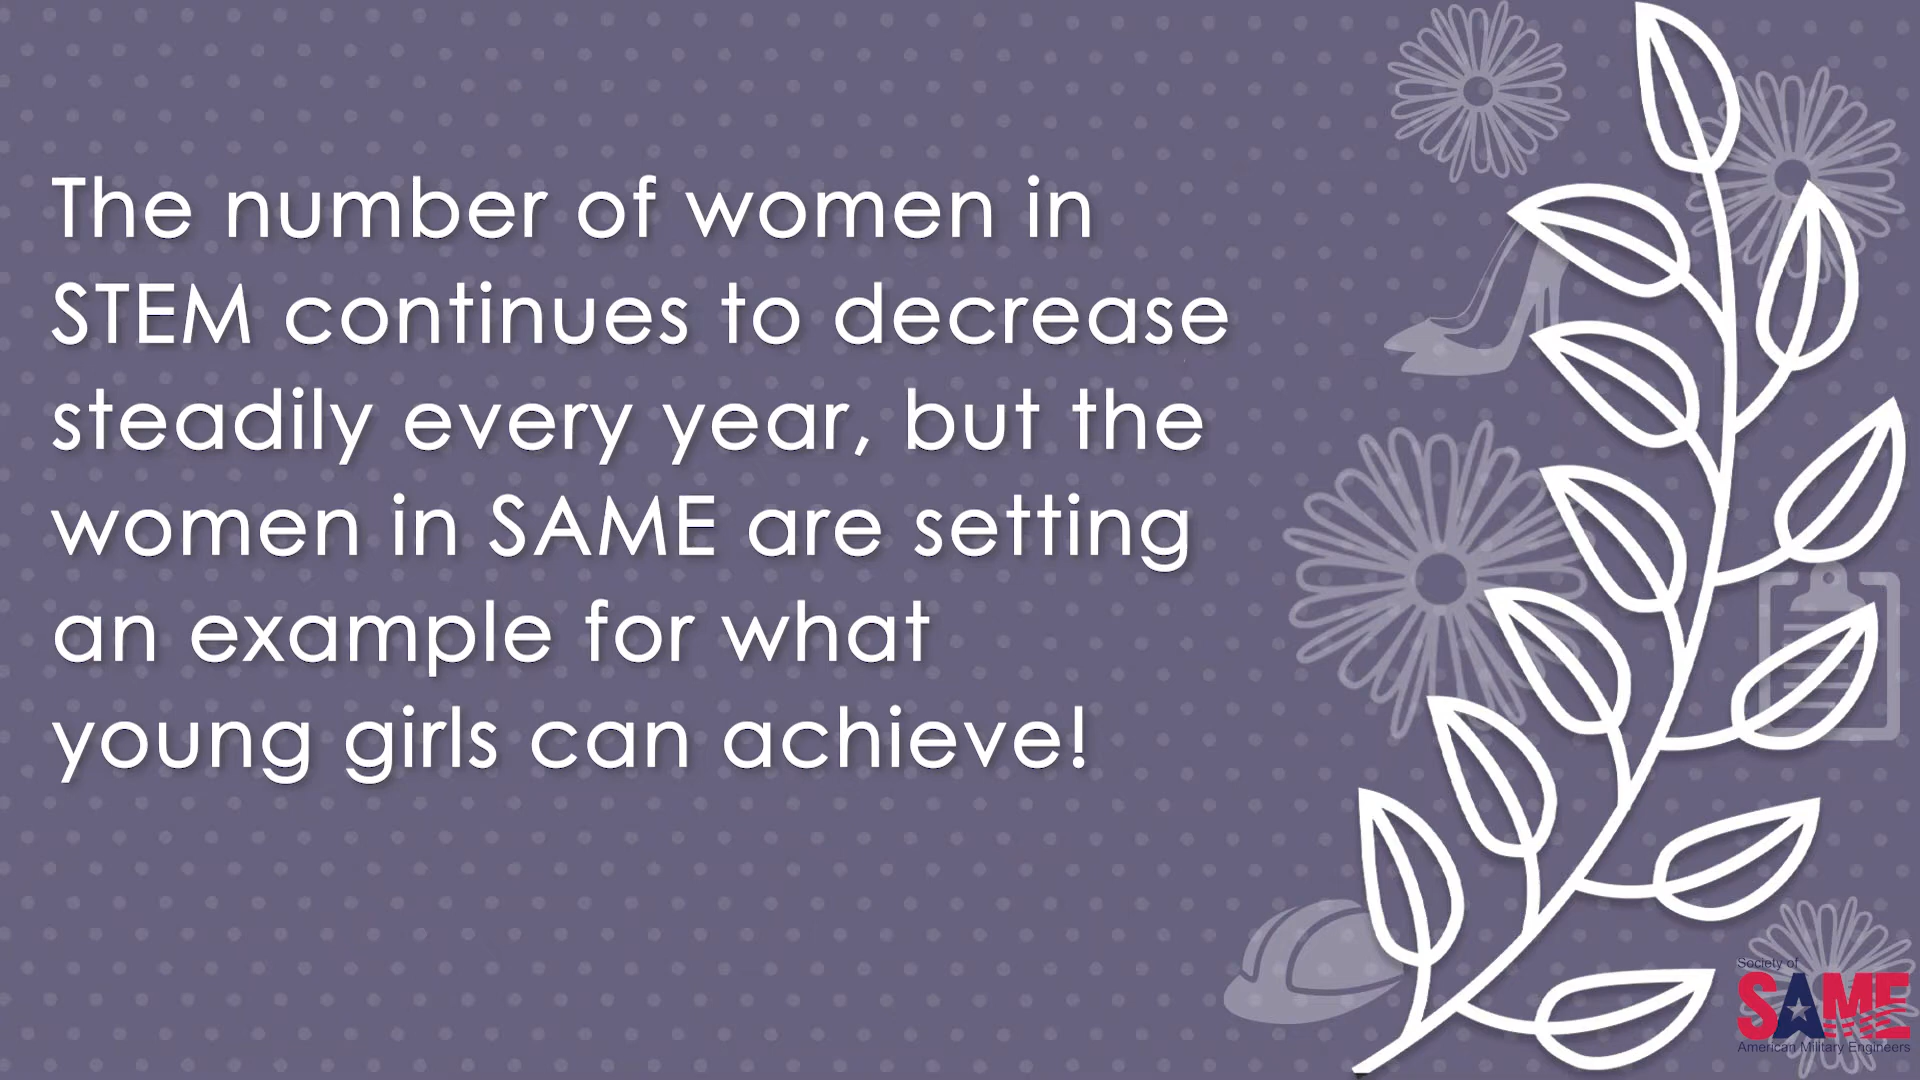 The number of women in
STEM continues to decrease
steadily every year, but the
women in SAME are setting
an example for what
young girls can achieve!
Society of
SAME
American Military Engineers